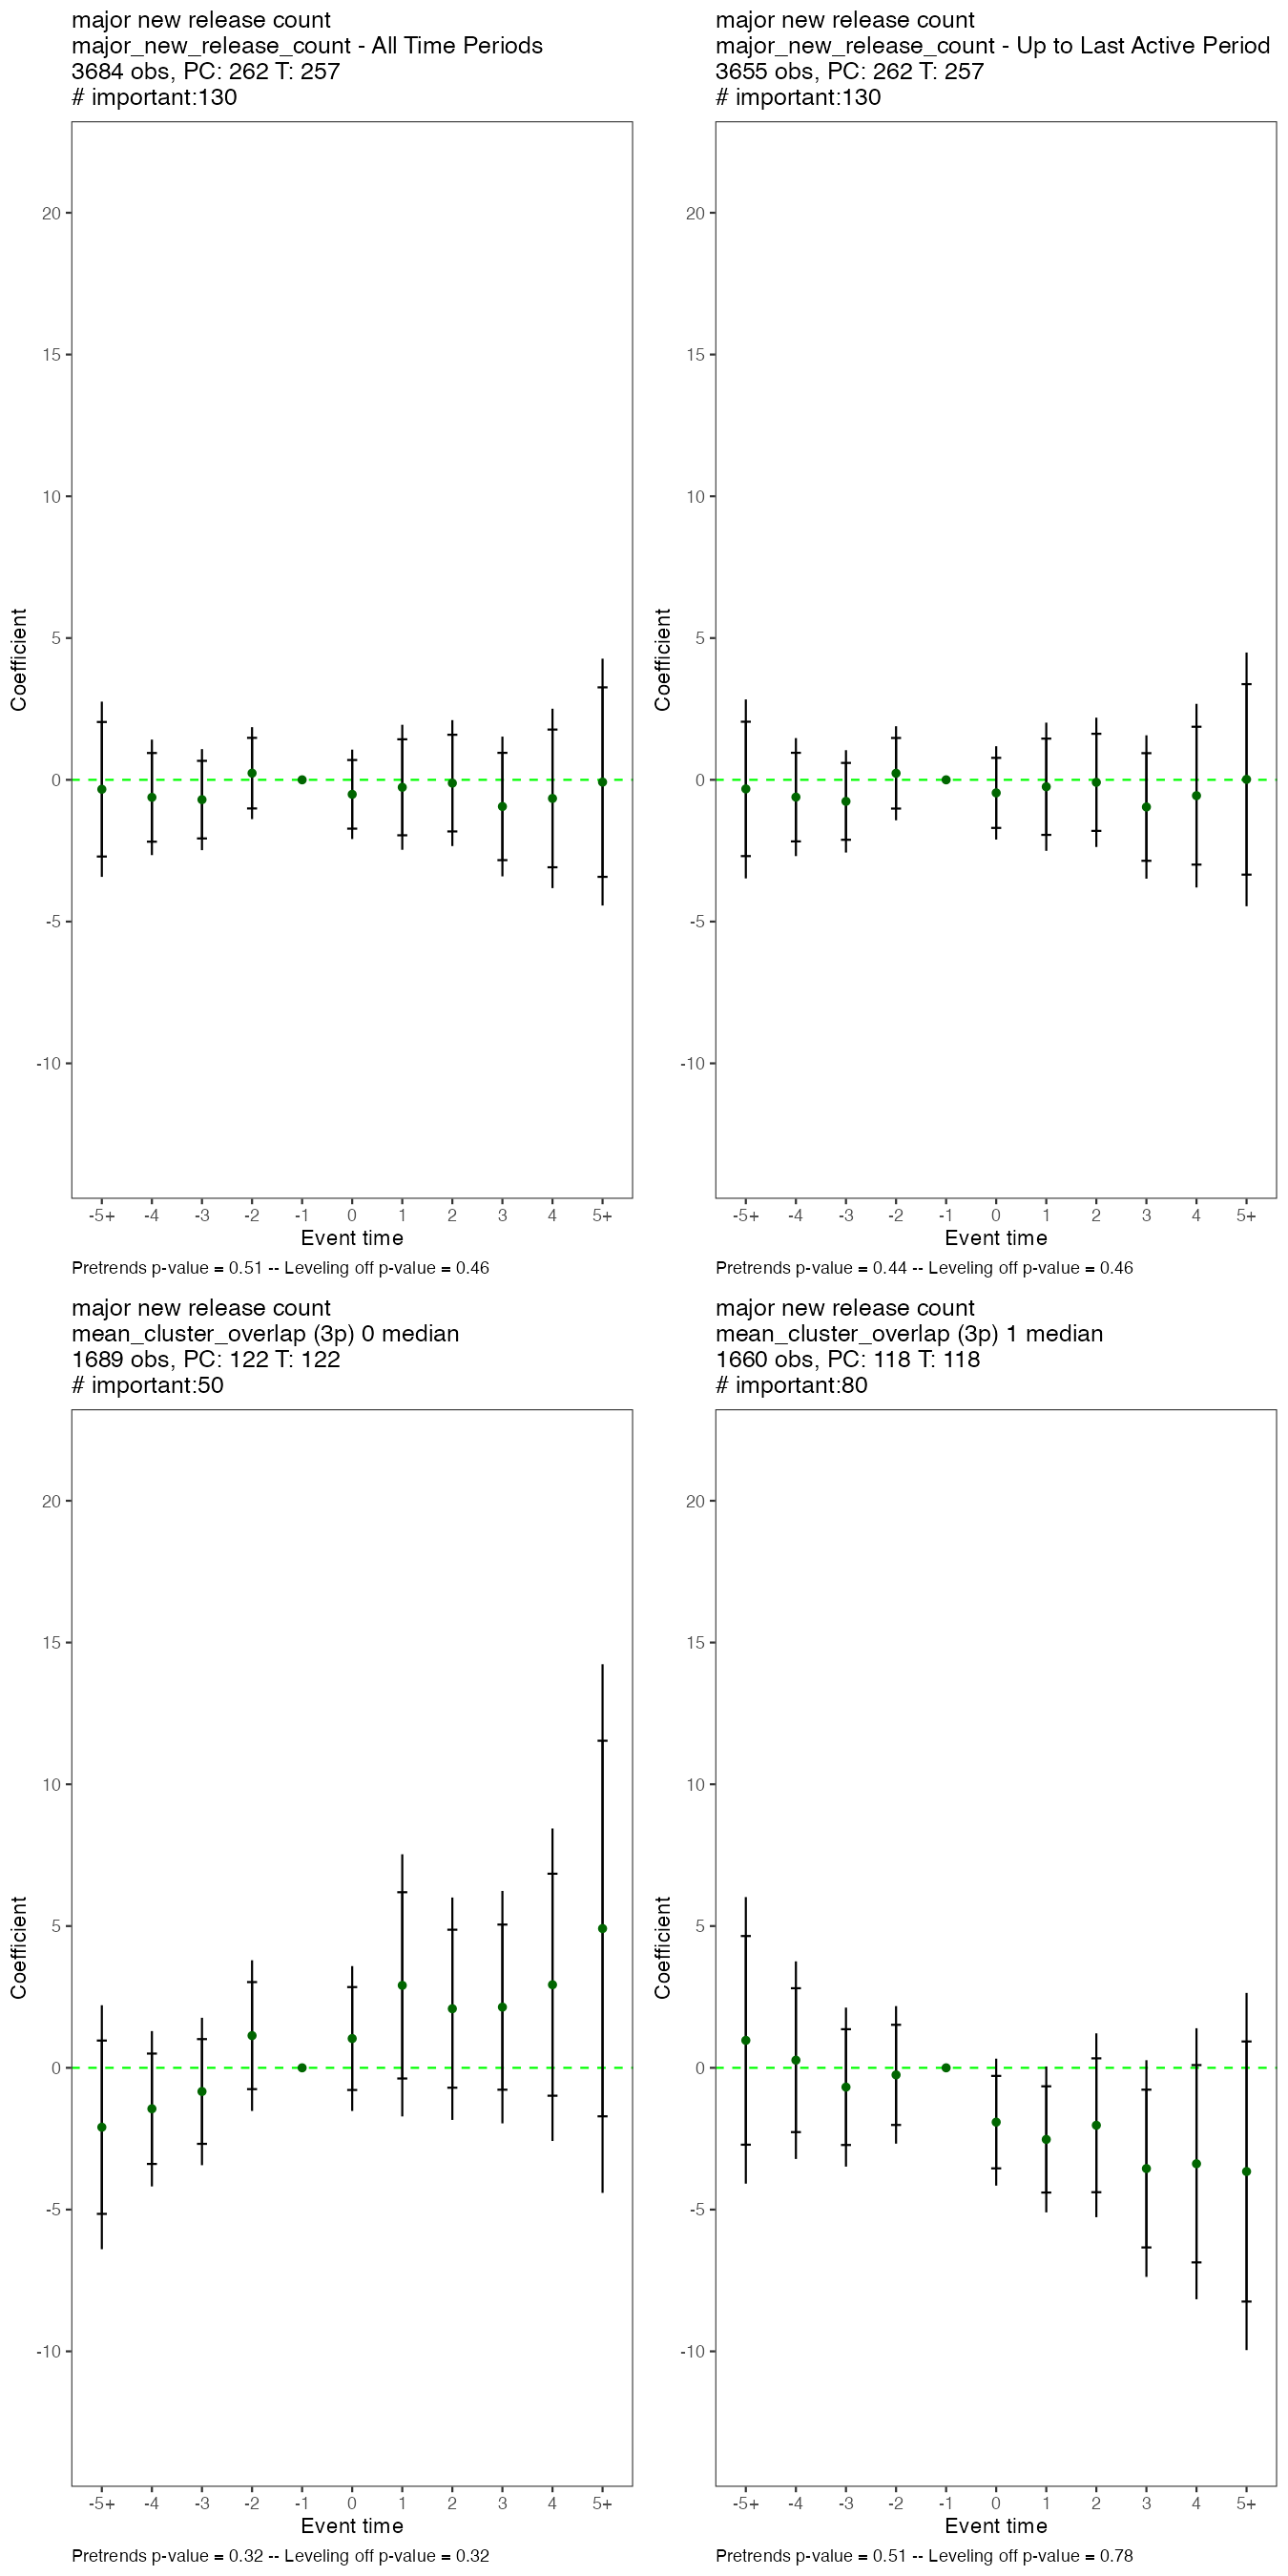 major new release count
major_new_release_count - All Time Periods
3684 obs, PC: 262 T: 257
# important:130
20
15
10
5
0
-5
-10
Coefficient
-5+ -4 -3 -2 -1 0 1 2 3 4 5+
Event time
Pretrends p-value = 0.51 -- Leveling off p-value = 0.46
major new release count
major_new_release_count - Up to Last Active Period
3655 obs, PC: 262 T: 257
# important:130
20
15
10
5
0
-5
-10
Coefficient
-5+ -4 -3 -2 -1 0 1 2 3 4 5+
Event time
Pretrends p-value = 0.44 -- Leveling off p-value = 0.46
major new release count
mean_cluster_overlap (3p) 0 median
1689 obs, PC: 122 T: 122
# important:50
20
15
10
5
0
-5
-10
Coefficient
-5+ -4 -3 -2 -1 0 1 2 3 4 5+
Event time
Pretrends p-value = 0.32 -- Leveling off p-value = 0.32
major new release count
mean_cluster_overlap (3p) 1 median
1660 obs, PC: 118 T: 118
# important:80
20
15
10
5
0
-5
-10
Coefficient
-5+ -4 -3 -2 -1 0 1 2 3 4 5+
Event time
Pretrends p-value = 0.51 -- Leveling off p-value = 0.78